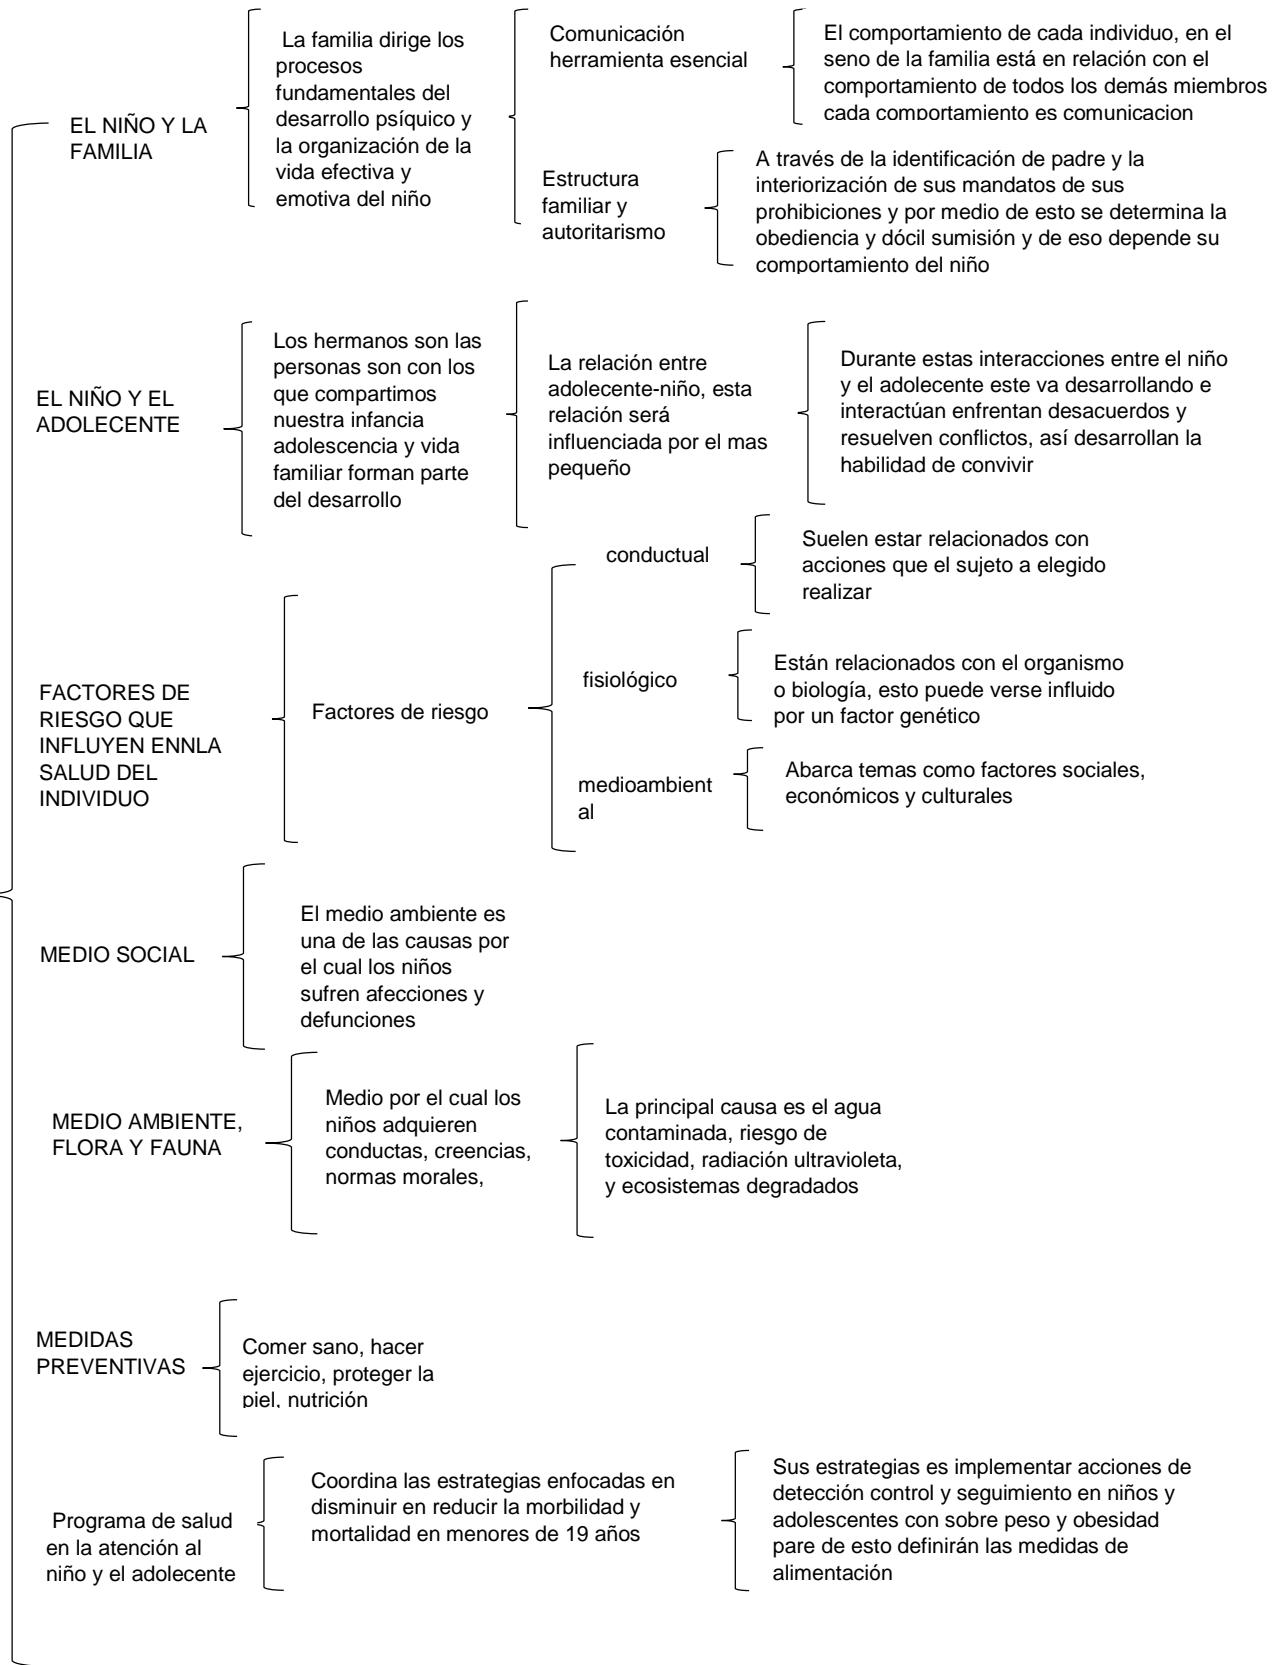 EL NIÑO Y LA
FAMILIA
La familia dirige los
procesos
fundamentales del
desarrollo psíquico y
la organización de la
vida efectiva y
emotiva del niño
Comunicación
herramienta esencial
El comportamiento de cada individuo, en el
seno de la familia está en relación con el
comportamiento de todos los demás miembros
cada comportamiento es comunicacion
Estructura
familiar y
autoritarismo
A través de la identificación de padre y la
interiorización de sus mandatos de sus
prohibiciones y por medio de esto se determina la
obediencia y dócil sumisión y de eso depende su
comportamiento del niño
EL NIÑO Y EL
ADOLECENTE
Los hermanos son las
personas son con los
que compartimos
nuestra infancia
adolescencia y vida
familiar forman parte
del desarrollo
La relación entre
adolecente-niño, esta
relación será
influenciada por el mas
pequeño
Durante estas interacciones entre el niño
y el adolecente este va desarrollando e
interactúan enfrentan desacuerdos y
resuelven conflictos, así desarrollan la
habilidad de convivir
FACTORES DE
RIESGO QUE
INFLUYEN ENNLA
SALUD DEL
INDIVIDUO
Factores de riesgo
conductual
Suelen estar relacionados con
acciones que el sujeto a elegido
realizar
fisiológico
Están relacionados con el organismo
o biología, esto puede verse influido
por un factor genético
medioambient
al
Abarca temas como factores sociales,
económicos y culturales
MEDIO SOCIAL
El medio ambiente es
una de las causas por
el cual los niños
sufren afecciones y
defunciones
MEDIO AMBIENTE,
FLORA Y FAUNA
Medio por el cual los
niños adquieren
conductas, creencias,
normas morales,
La principal causa es el agua
contaminada, riesgo de
toxicidad, radiación ultravioleta,
y ecosistemas degradados
MEDIDAS
PREVENTIVAS
Comer sano, hacer
ejercicio, proteger la
piel, nutrición
Programa de salud
en la atención al
niño y el adolecente
Coordina las estrategias enfocadas en
disminuir en reducir la morbilidad y
mortalidad en menores de 19 años
Sus estrategias es implementar acciones de
detección control y seguimiento en niños y
adolescentes con sobre peso y obesidad
pare de esto definirán las medidas de
alimentación